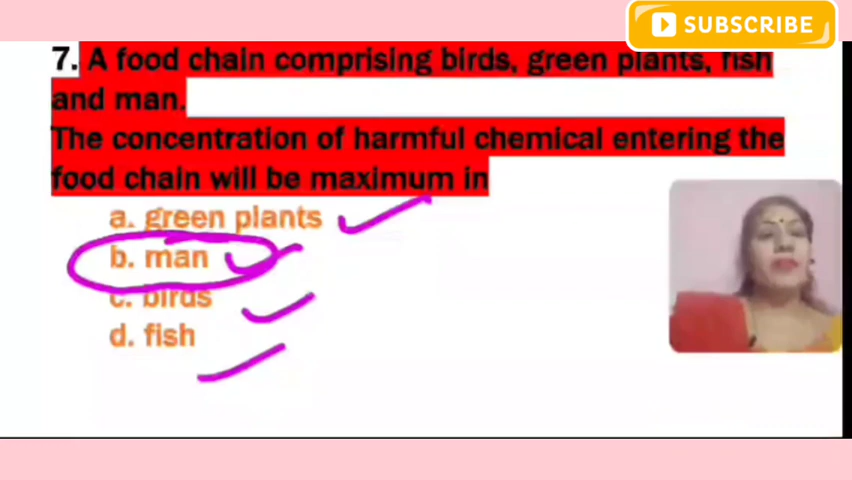 SUBSCRIBE
7. A food chain comprising birds, green plants, fish
and man.
The concentration of harmful chemical entering the
food chain will be maximum in
a. green plants
b. man
c. birds
d. fish